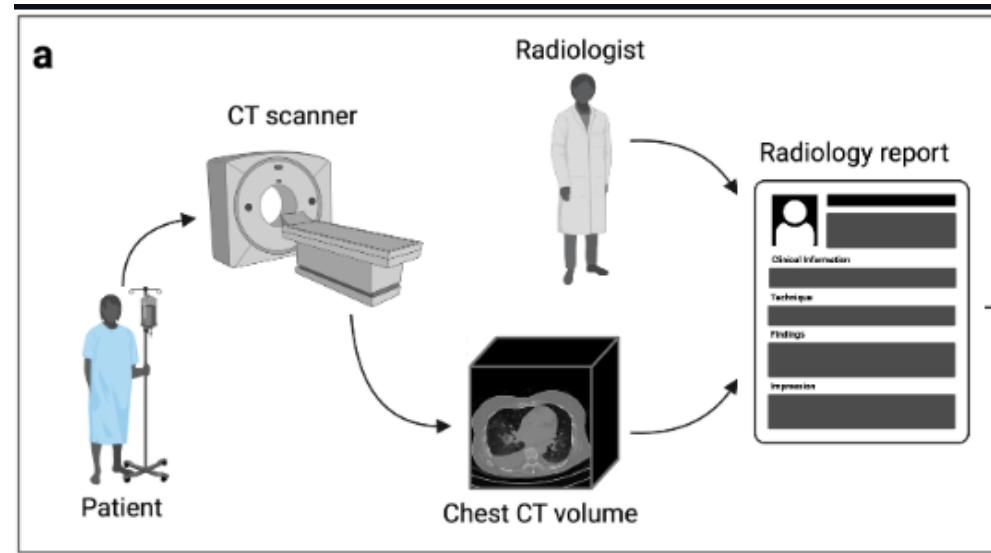 a
Radiologist
CT scanner
Radiology report
Clinical Information
Technique
Findings
Impression
Patient
Chest CT volume